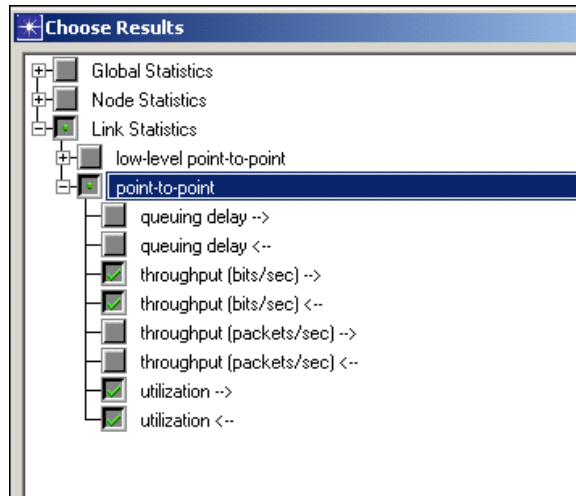 Choose Results
Global Statistics
Node Statistics
Link Statistics
low-level point-to-point
point-to-point
queuing delay -->
queuing delay <--
throughput (bits/sec) -->
throughput (bits/sec) <--
throughput (packets/sec) -->
throughput (packets/sec) <--
utilization -->
utilization <--